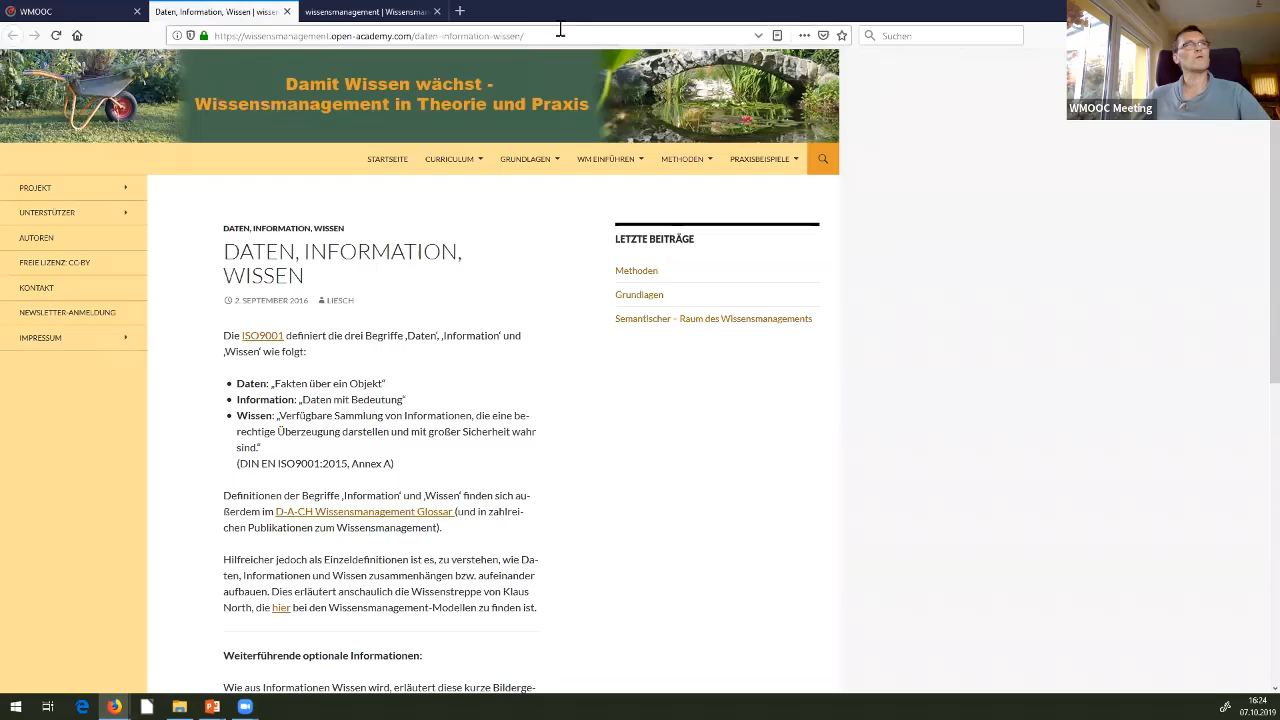 WMOOC
Daten, Information, Wissen | wisser
wissensmanagement | Wissensman
https://wissensmanagement.open-academy.com/daten-information-wissen/
Suchen
WMOOC Meeting
Damit Wissen wächst -
Wissensmanagement in Theorie und Praxis
STARTSEITE CURRICULUM GRUNDLAGEN WM EINFÜHREN METHODEN PRAXISBEISPIELE
PROJEKT
UNTERSTÜTZER
AUTOREN
FREIE LIZENZ: CC-BY
KONTAKT
NEWSLETTER-ANMELDUNG
IMPRESSUM
DATEN, INFORMATION, WISSEN
DATEN, INFORMATION,
WISSEN
2. SEPTEMBER 2016 LIESCH
Die ISO9001 definiert die drei Begriffe ‚Daten‘, ‚Information‘ und
‚Wissen‘ wie folgt:
• Daten: „Fakten über ein Objekt“
• Information: „Daten mit Bedeutung“
• Wissen: „Verfügbare Sammlung von Informationen, die eine be-
rechtige Überzeugung darstellen und mit großer Sicherheit wahr
sind.“
(DIN EN ISO9001:2015, Annex A)
Definitionen der Begriffe ‚Information‘ und ‚Wissen‘ finden sich au-
ßerdem im D-A-CH Wissensmanagement Glossar (und in zahlrei-
chen Publikationen zum Wissensmanagement).
Hilfreicher jedoch als Einzeldefinitionen ist es, zu verstehen, wie Da-
ten, Informationen und Wissen zusammenhängen bzw. aufeinander
aufbauen. Dies erläutert anschaulich die Wissenstreppe von Klaus
North, die hier bei den Wissensmanagement-Modellen zu finden ist.
Weiterführende optionale Informationen:
Wie aus Informationen Wissen wird, erläutert diese kurze Bilderge-
LETZTE BEITRÄGE
Methoden
Grundlagen
Semantischer – Raum des Wissensmanagements
16:24
07.10.2019